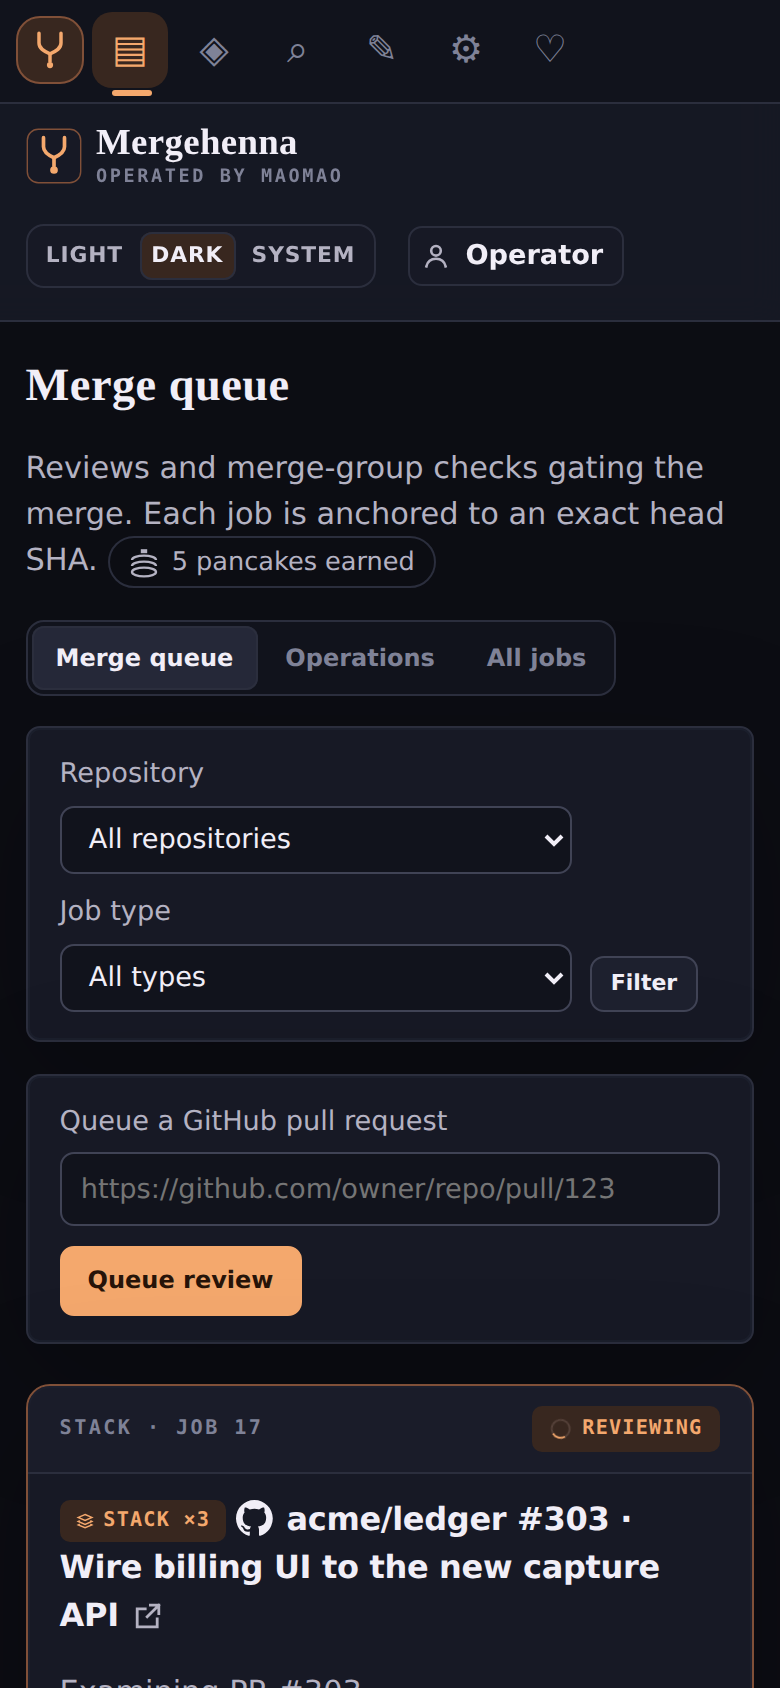 Mergehenna
OPERATED BY MAOMAO
LIGHT DARK SYSTEM Operator
Merge queue
Reviews and merge-group checks gating the
merge. Each job is anchored to an exact head
SHA. 5 pancakes earned
Merge queue Operations All jobs
Repository
All repositories
Job type
All types Filter
Queue a GitHub pull request
https://github.com/owner/repo/pull/123
Queue review
STACK · JOB 17 REVIEWING
STACK ×3 acme/ledger #303 ·
Wire billing UI to the new capture
API
Examining PR #303